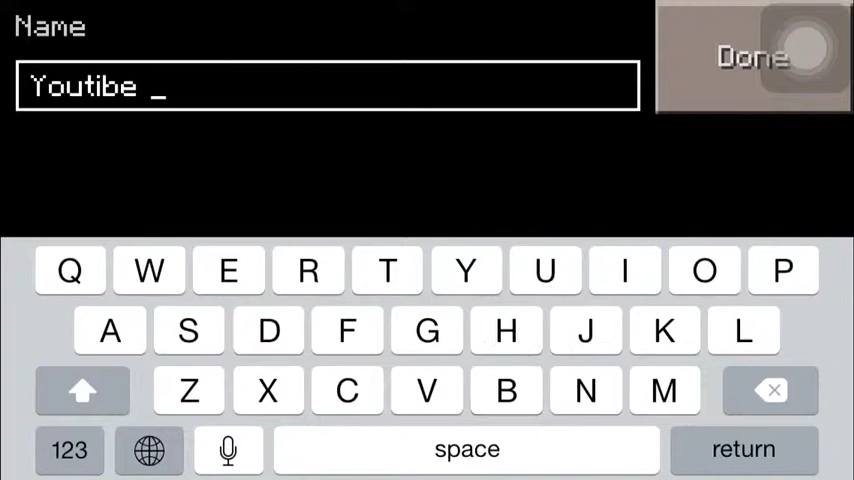 Name
Done
Youtibe _
Q W E R T Y U I O P
A S D F G H J K L
Z X C V B N M
123 space return